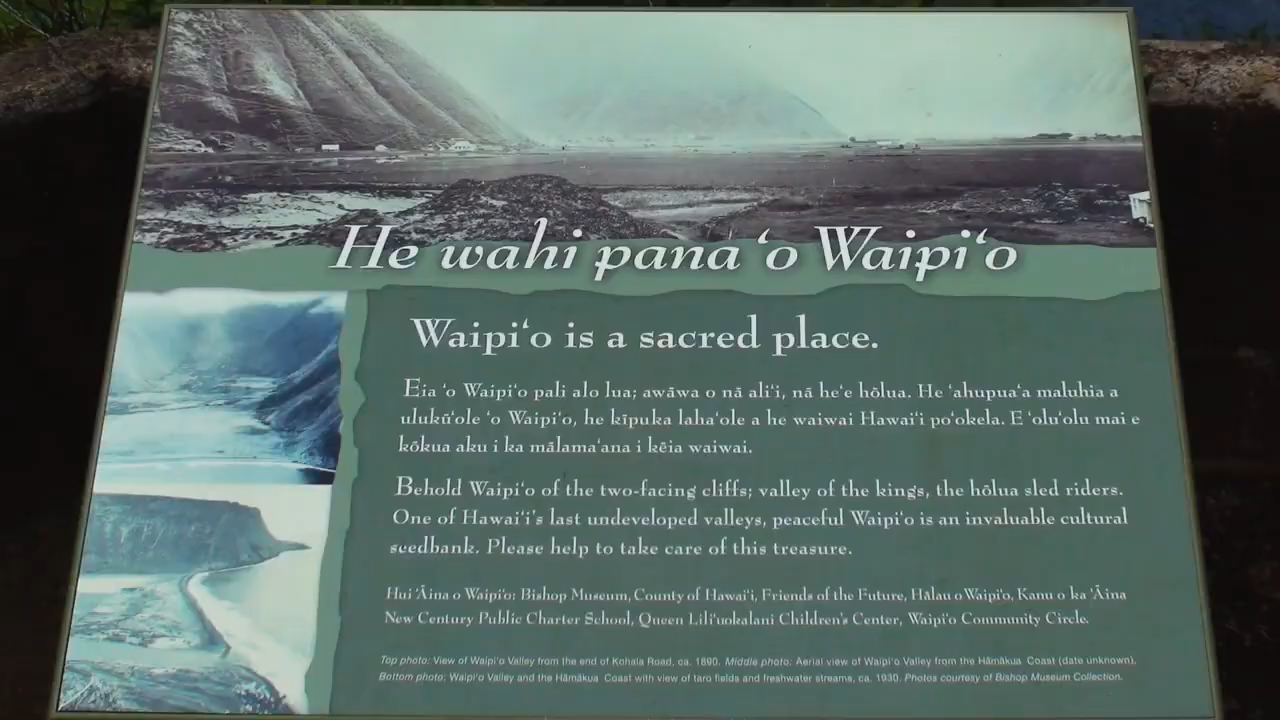 He wahi pana ʻo Waipiʻo
Waipiʻo is a sacred place.
Eia ʻo Waipiʻo pali alo lua; awāwa o nā aliʻi, nā heʻe hōlua. He ʻahupuaʻa maluhia a
ulukūʻole ʻo Waipiʻo, he kīpuka lahaʻole a he waiwai Hawaiʻi poʻokela. E ʻoluʻolu mai e
kōkua aku i ka mālamaʻana i kēia waiwai.
Behold Waipiʻo of the two-facing cliffs; valley of the kings, the hōlua sled riders.
One of Hawaiʻi's last undeveloped valleys, peaceful Waipiʻo is an invaluable cultural
seedbank. Please help to take care of this treasure.
Hui ʻĀina o Waipiʻo: Bishop Museum, County of Hawaiʻi, Friends of the Future, Hālau o Waipiʻo, Kanu o ka ʻĀina
New Century Public Charter School, Queen Liliʻuokalani Children's Center, Waipiʻo Community Circle.
Top photo: View of Waipiʻo Valley from the end of Kohala Road, ca. 1890. Middle photo: Aerial view of Waipiʻo Valley from the Hāmākua Coast (date unknown).
Bottom photo: Waipiʻo Valley and the Hāmākua Coast with view of taro fields and freshwater streams, ca. 1930. Photos courtesy of Bishop Museum Collection.